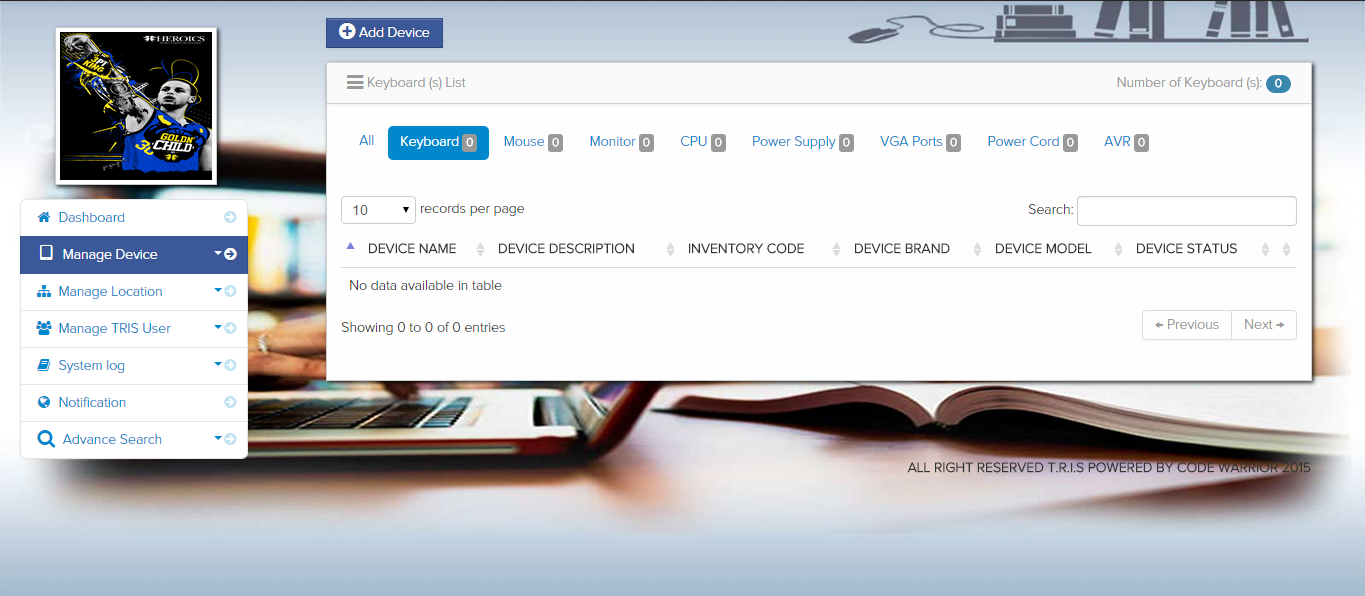 HEROICS
3PT
KING
GOLDN
CHILD
30
Add Device
Keyboard (s) List
Number of Keyboard (s): 0
All
Keyboard 0
Mouse 0
Monitor 0
CPU 0
Power Supply 0
VGA Ports 0
Power Cord 0
AVR 0
Dashboard
Manage Device
Manage Location
Manage TRIS User
System log
Notification
Advance Search
10 records per page
Search:
DEVICE NAME DEVICE DESCRIPTION INVENTORY CODE DEVICE BRAND DEVICE MODEL DEVICE STATUS
No data available in table
Showing 0 to 0 of 0 entries
← Previous Next →
ALL RIGHT RESERVED T.R.I.S POWERED BY CODE WARRIOR 2015